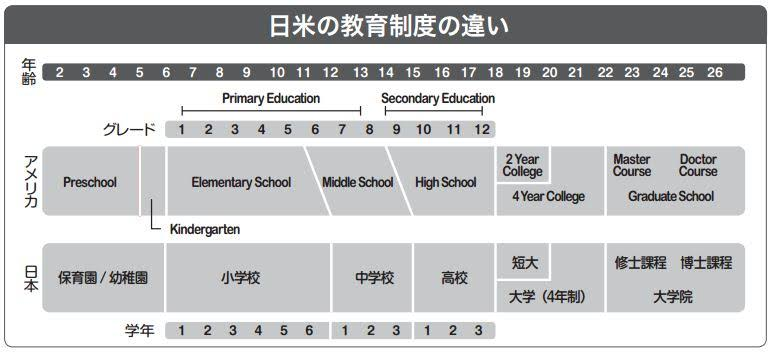 日米の教育制度の違い
年齢 2 3 4 5 6 7 8 9 10 11 12 13 14 15 16 17 18 19 20 21 22 23 24 25 26
Primary Education Secondary Education
グレード 1 2 3 4 5 6 7 8 9 10 11 12
アメリカ
Preschool
Kindergarten
Elementary School
Middle School
High School
2 Year
College
4 Year College
Master
Course
Doctor
Course
Graduate School
日本
保育園 / 幼稚園
小学校
中学校
高校
短大
大学（4年制）
修士課程 博士課程
大学院
学年 1 2 3 4 5 6 1 2 3 1 2 3